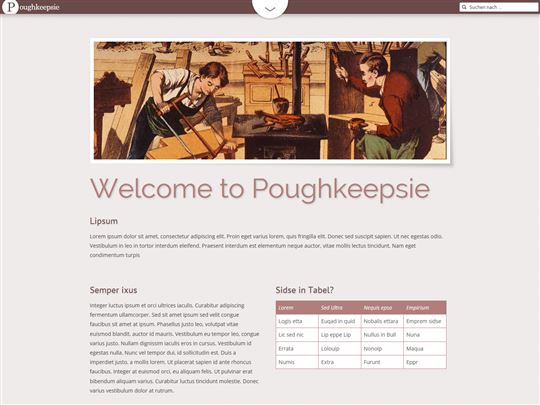 Poughkeepsie
Suchen nach ...
Welcome to Poughkeepsie
Lipsum
Lorem ipsum dolor sit amet, consectetur adipiscing elit. Proin eget varius lorem, quis fringilla elit. Donec sed suscipit sapien. Ut nec egestas odio.
Vestibulum in leo in tortor interdum eleifend. Praesent interdum est elementum neque auctor, vitae mollis lectus tincidunt. Nam eget
condimentum turpis
Semper ixus
Integer luctus ipsum et orci ultrices iaculis. Curabitur adipiscing
fermentum ullamcorper. Sed sit amet ipsum sed velit congue
faucibus sit amet at ipsum. Phasellus justo leo, volutpat vitae
euismod blandit, auctor id mauris. Vestibulum eu tempor leo, congue
varius justo. Nullam dignissim iaculis eros in cursus. Vestibulum id
egestas nulla. Nunc vel tempor dui, id sollicitudin est. Duis a
imperdiet justo, a mollis lorem. Ut placerat sapien id ante rhoncus
faucibus. Integer at euismod orci, eu aliquam felis. Ut pulvinar erat
bibendum aliquam varius. Curabitur luctus tincidunt molestie. Donec
varius vestibulum dolor at rutrum.
Sidse in Tabel?
Lorem Sed Ultra Nequis epsa Empirium
Logis etta Euqad in quid Nobalis ettara Emprom sidse
Lic sed nic Lip eppe Lip Nullus in Bull Nuna
Errata Lolouip Nonoip Maqua
Numis Extra Furunt Eppr